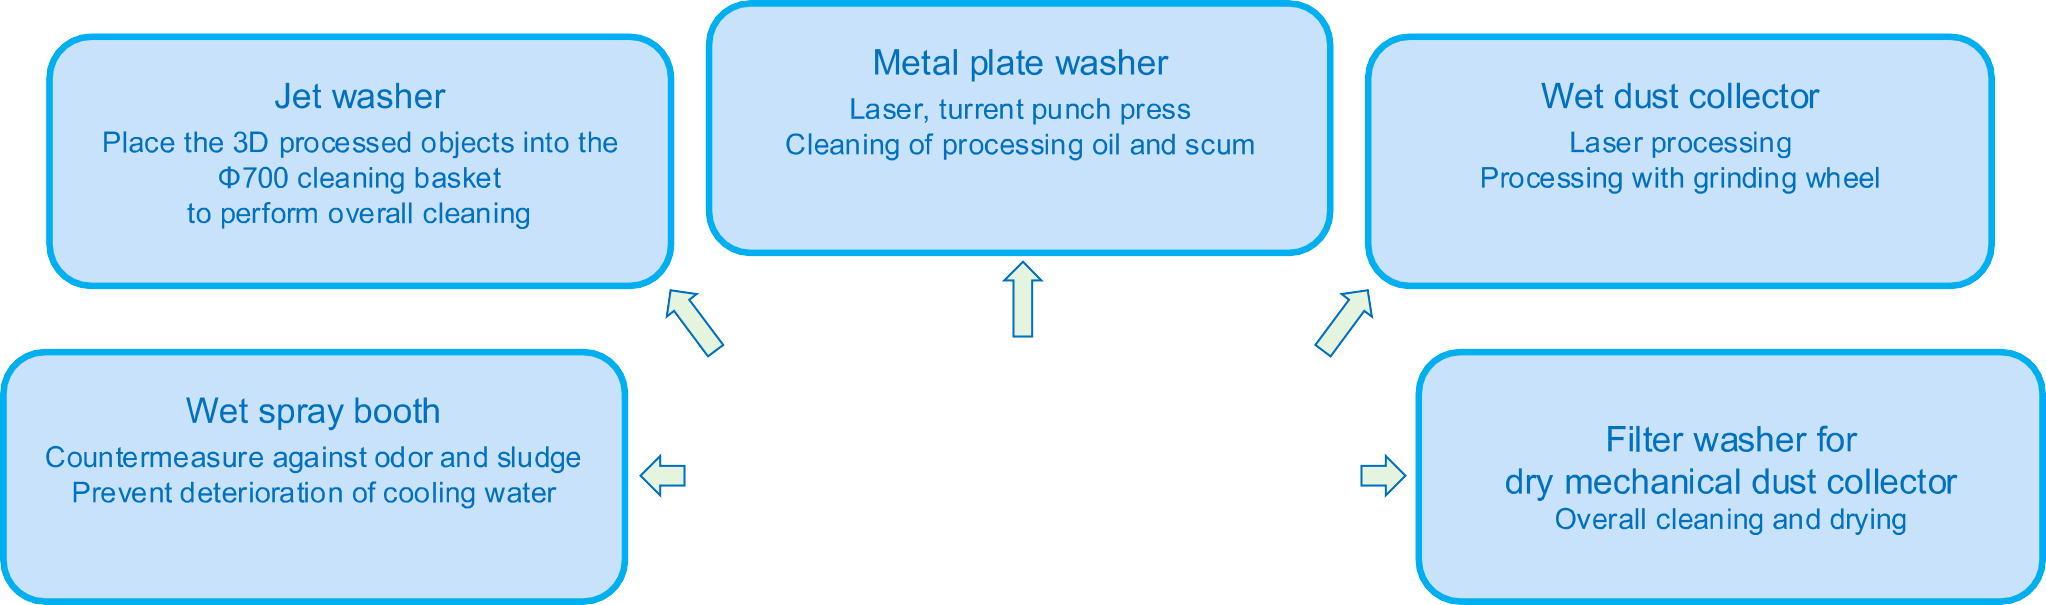 Jet washer
Place the 3D processed objects into the
Φ700 cleaning basket
to perform overall cleaning
Metal plate washer
Laser, turrent punch press
Cleaning of processing oil and scum
Wet dust collector
Laser processing
Processing with grinding wheel
Wet spray booth
Countermeasure against odor and sludge
Prevent deterioration of cooling water
Filter washer for
dry mechanical dust collector
Overall cleaning and drying